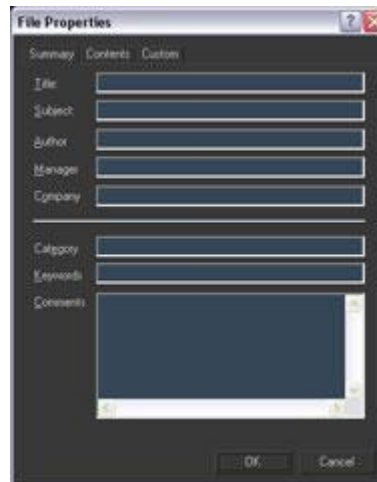 File Properties
Summary Contents Custom
Title:
Subject:
Author
Manager
Company
Category
Keywords
Comments
OK Cancel